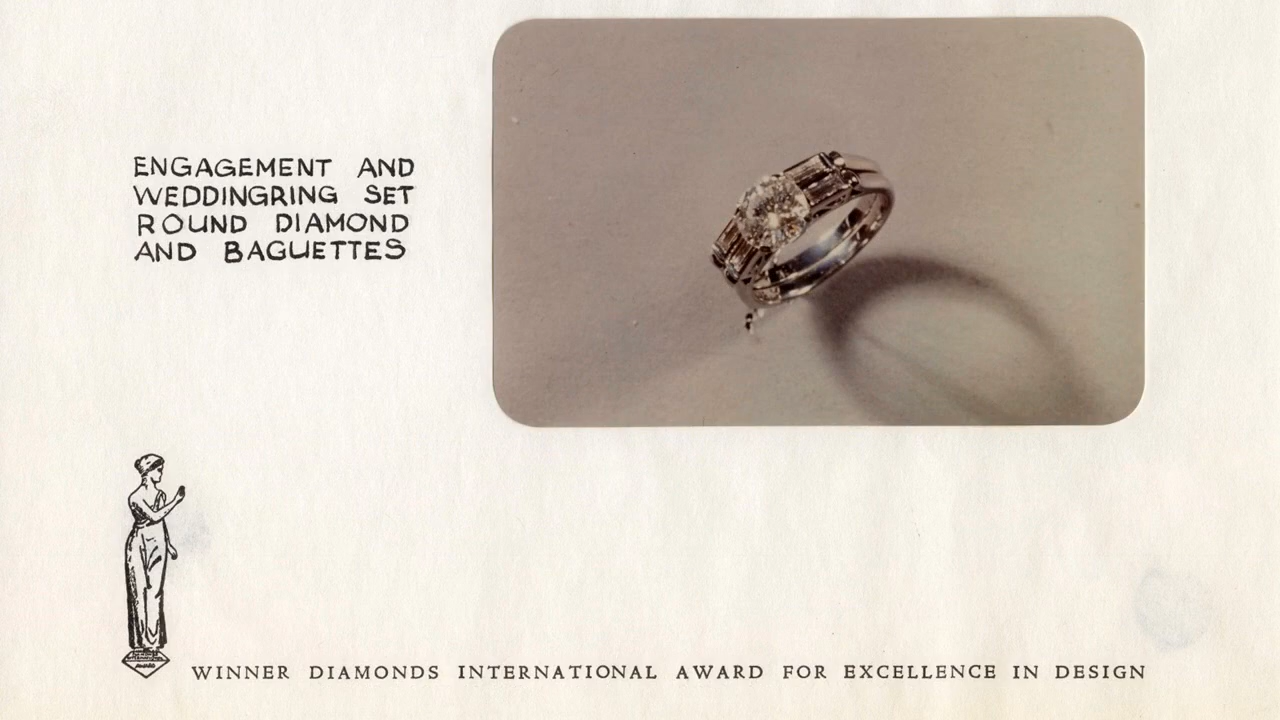 ENGAGEMENT AND
WEDDINGRING SET
ROUND DIAMOND
AND BAGUETTES
WINNER DIAMONDS INTERNATIONAL AWARD FOR EXCELLENCE IN DESIGN